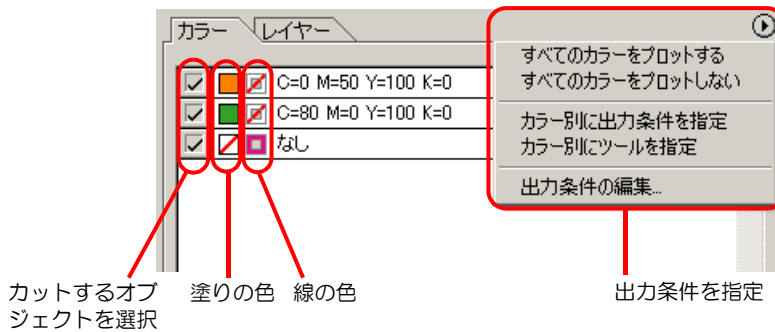 カラー レイヤー
すべてのカラーをプロットする
すべてのカラーをプロットしない
カラー別に出力条件を指定
カラー別にツールを指定
出力条件の編集...
C=0 M=50 Y=100 K=0
C=80 M=0 Y=100 K=0
なし
カットするオブ
ジェクトを選択
塗りの色
線の色
出力条件を指定